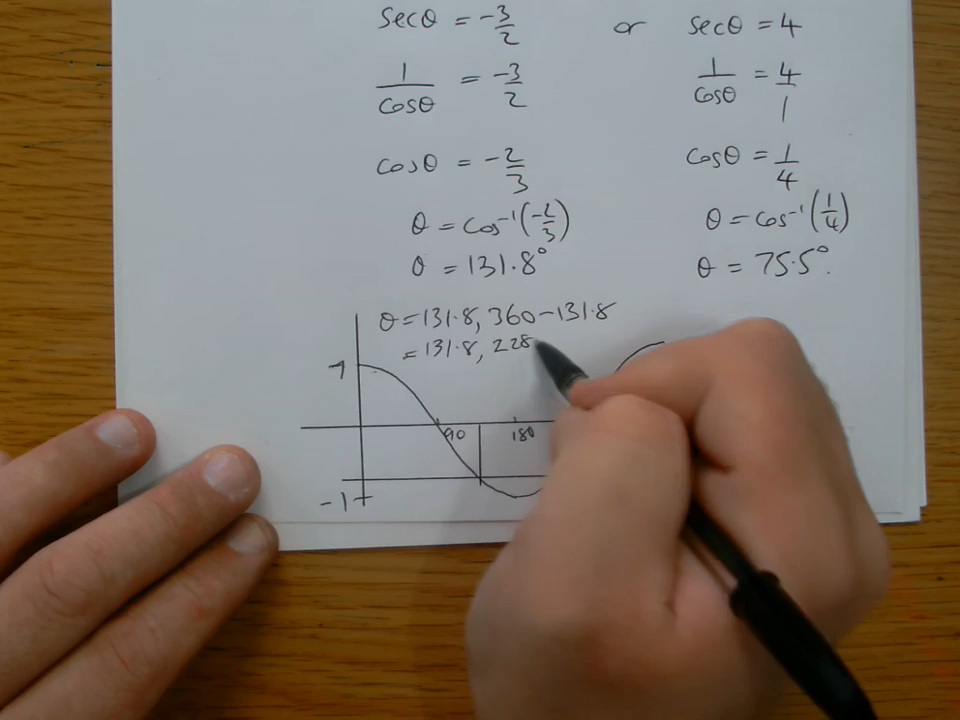 secθ = -3/2 or secθ = 4
1/cosθ = -3/2 1/cosθ = 4/1
cosθ = -2/3 cosθ = 1/4
θ = cos⁻¹(-2/3) θ = cos⁻¹(1/4)
θ = 131.8° θ = 75.5°.
θ = 131.8, 360 - 131.8
= 131.8, 228
1
90 180
-1